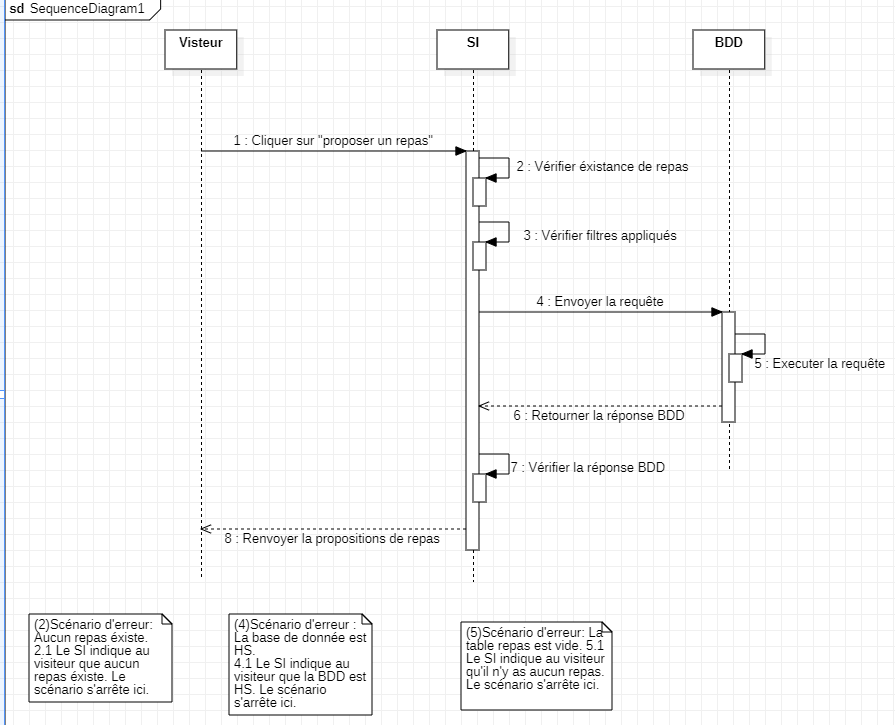 sd SequenceDiagram1
Visteur
SI
BDD
1 : Cliquer sur "proposer un repas"
2 : Vérifier éxistance de repas
3 : Vérifier filtres appliqués
4 : Envoyer la requête
5 : Executer la requête
6 : Retourner la réponse BDD
7 : Vérifier la réponse BDD
8 : Renvoyer la propositions de repas
(2)Scénario d'erreur:
Aucun repas éxiste.
2.1 Le SI indique au
visiteur que aucun
repas éxiste. Le
scénario s'arrête ici.
(4)Scénario d'erreur :
La base de donnée est
HS.
4.1 Le SI indique au
visiteur que la BDD est
HS. Le scénario
s'arrête ici.
(5)Scénario d'erreur: La
table repas est vide. 5.1
Le SI indique au visiteur
qu'il n'y as aucun repas.
Le scénario s'arrête ici.